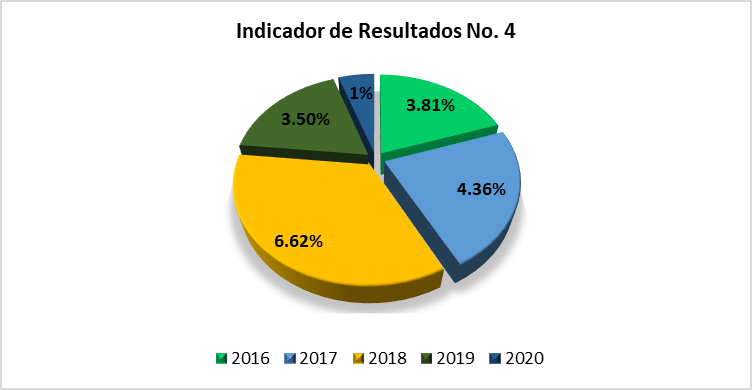 Indicador de Resultados No. 4
1%
3.81%
3.50%
4.36%
6.62%
2016 2017 2018 2019 2020